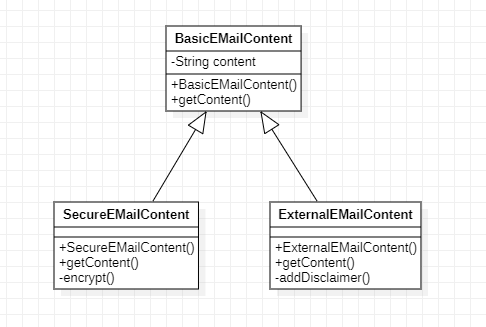 BasicEMailContent
-String content
+BasicEMailContent()
+getContent()
SecureEMailContent
+SecureEMailContent()
+getContent()
-encrypt()
ExternalEMailContent
+ExternalEMailContent()
+getContent()
-addDisclaimer()